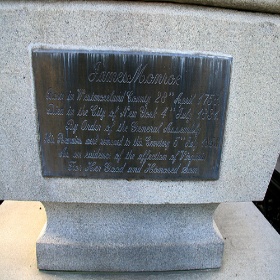 James Monroe
Born in Westmoreland County 28th April 1758
Died in the City of New York 4th July 1831
By Order of the General Assembly
His Remains were removed to this Cemetery 5th July
As an evidence of the affection of Virginia
For Her Good and Honored Son